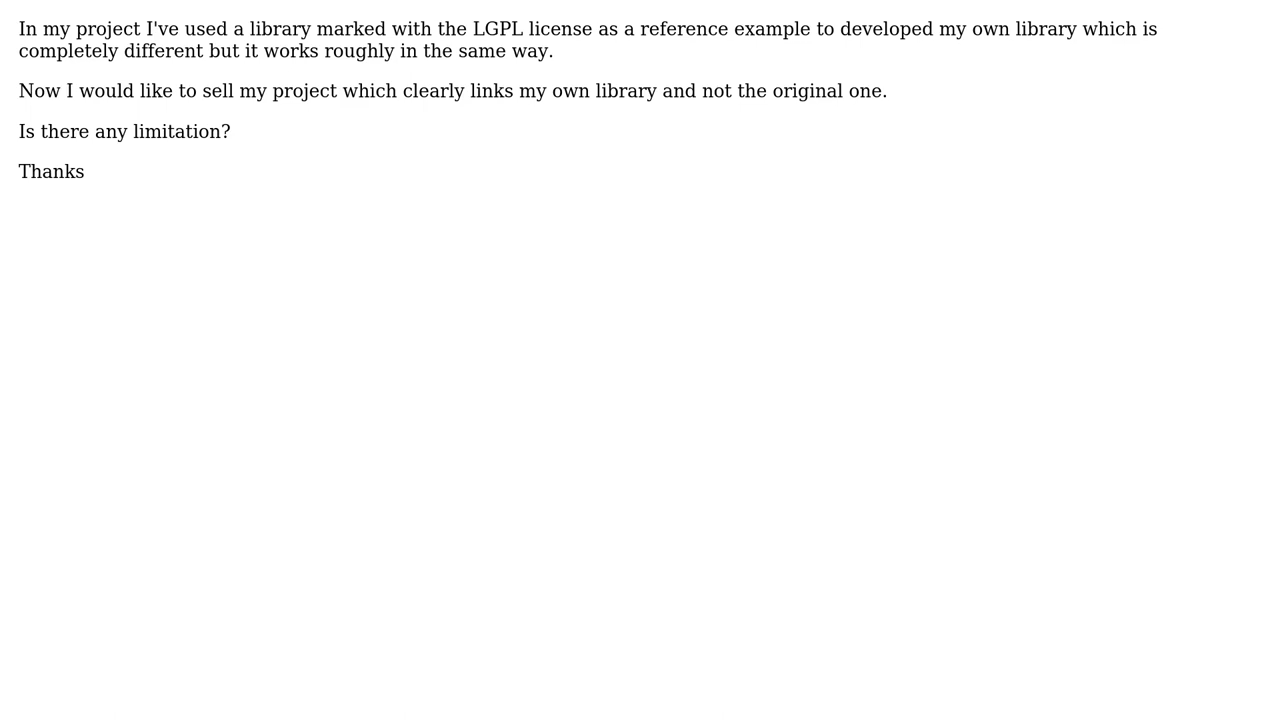 In my project I've used a library marked with the LGPL license as a reference example to developed my own library which is
completely different but it works roughly in the same way.
Now I would like to sell my project which clearly links my own library and not the original one.
Is there any limitation?
Thanks